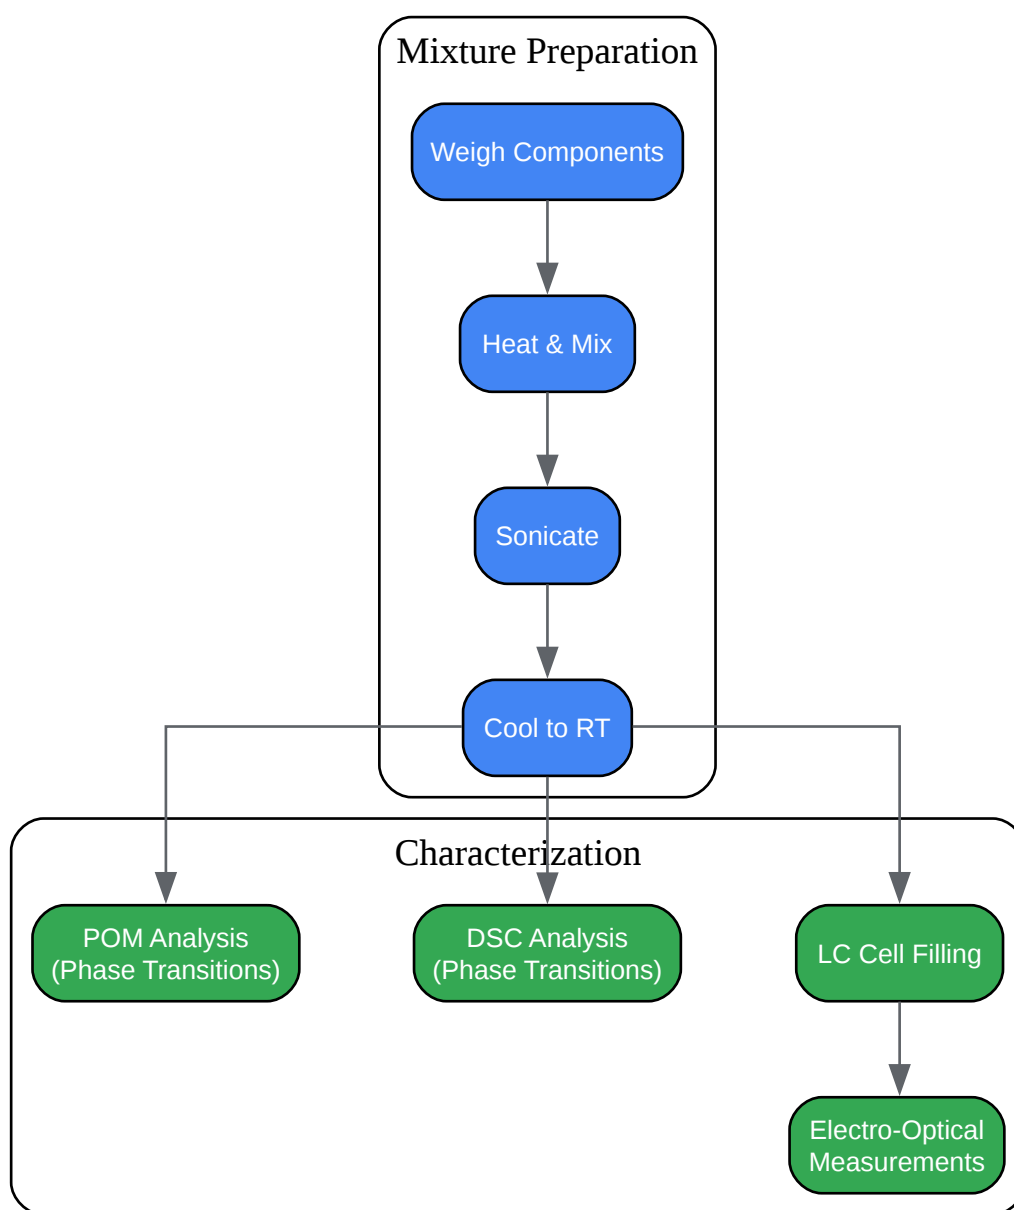 Mixture Preparation
Weigh Components
Heat & Mix
Sonicate
Cool to RT
Characterization
POM Analysis
(Phase Transitions)
DSC Analysis
(Phase Transitions)
LC Cell Filling
Electro-Optical
Measurements